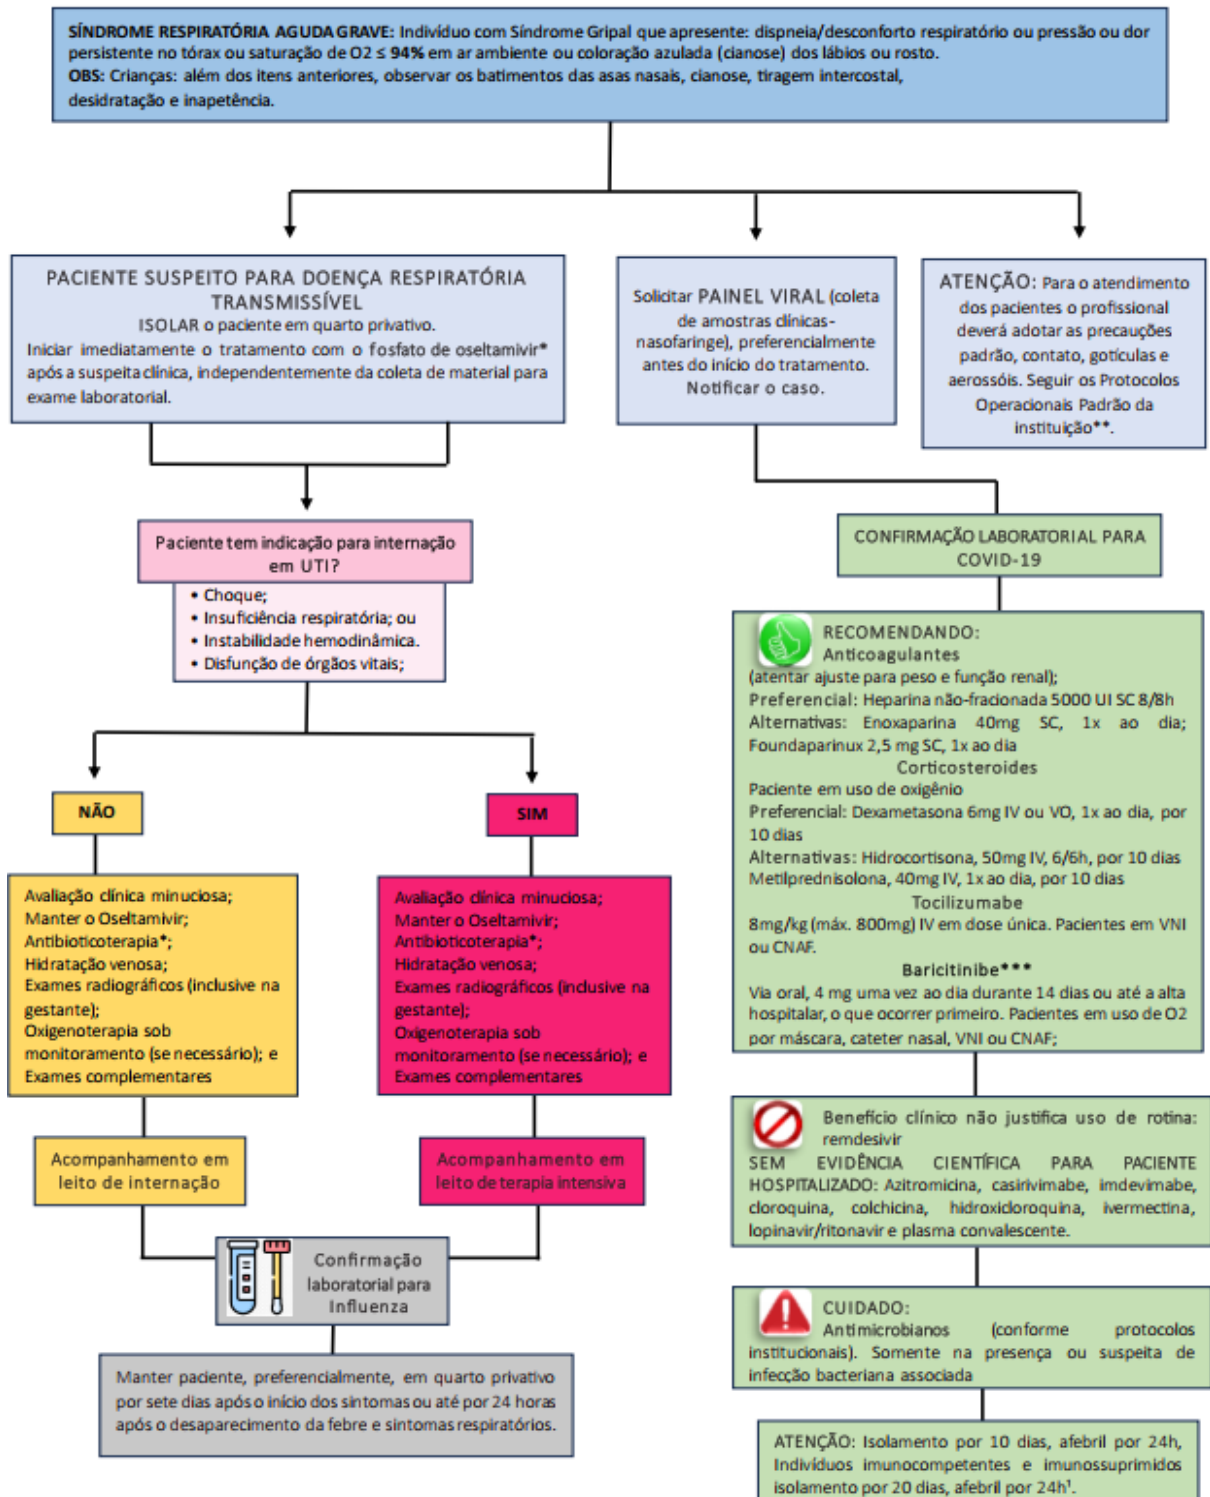 SÍNDROME RESPIRATÓRIA AGUDA GRAVE: Indivíduo com Síndrome Gripal que apresente: dispneia/desconforto respiratório ou pressão ou dor
persistente no tórax ou saturação de O2 ≤ 94% em ar ambiente ou coloração azulada (cianose) dos lábios ou rosto.
OBS: Crianças: além dos itens anteriores, observar os batimentos das asas nasais, cianose, tiragem intercostal,
desidratação e inapetência.
PACIENTE SUSPEITO PARA DOENÇA RESPIRATÓRIA
TRANSMISSÍVEL
ISOLAR o paciente em quarto privativo.
Iniciar imediatamente o tratamento com o fosfato de oseltamivir*
após a suspeita clínica, independentemente da coleta de material para
exame laboratorial.
Solicitar PAINEL VIRAL (coleta
de amostras clínicas-
nasofaringe), preferencialmente
antes do início do tratamento.
Notificar o caso.
ATENÇÃO: Para o atendimento
dos pacientes o profissional
deverá adotar as precauções
padrão, contato, gotículas e
aerossóis. Seguir os Protocolos
Operacionais Padrão da
instituição**.
Paciente tem indicação para internação
em UTI?
• Choque;
• Insuficiência respiratória; ou
• Instabilidade hemodinâmica.
• Disfunção de órgãos vitais;
NÃO
SIM
Avaliação clínica minuciosa;
Manter o Oseltamivir;
Antibioticoterapia*;
Hidratação venosa;
Exames radiográficos (inclusive na
gestante);
Oxigenoterapia sob
monitoramento (se necessário); e
Exames complementares
Avaliação clínica minuciosa;
Manter o Oseltamivir;
Antibioticoterapia*;
Hidratação venosa;
Exames radiográficos (inclusive na
gestante);
Oxigenoterapia sob
monitoramento (se necessário); e
Exames complementares
Acompanhamento em
leito de internação
Acompanhamento em
leito de terapia intensiva
Confirmação
laboratorial para
Influenza
Manter paciente, preferencialmente, em quarto privativo
por sete dias após o início dos sintomas ou até por 24 horas
após o desaparecimento da febre e sintomas respiratórios.
CONFIRMAÇÃO LABORATORIAL PARA
COVID-19
RECOMENDANDO:
Anticoagulantes
(atentar ajuste para peso e função renal);
Preferencial: Heparina não-fracionada 5000 UI SC 8/8h
Alternativas: Enoxaparina 40mg SC, 1x ao dia;
Foundaparinux 2,5 mg SC, 1x ao dia
Corticosteroides
Paciente em uso de oxigênio
Preferencial: Dexametasona 6mg IV ou VO, 1x ao dia, por
10 dias
Alternativas: Hidrocortisona, 50mg IV, 6/6h, por 10 dias
Metilprednisolona, 40mg IV, 1x ao dia, por 10 dias
Tocilizumabe
8mg/kg (máx. 800mg) IV em dose única. Pacientes em VNI
ou CNAF.
Baricitinibe***
Via oral, 4 mg uma vez ao dia durante 14 dias ou até a alta
hospitalar, o que ocorrer primeiro. Pacientes em uso de O2
por máscara, cateter nasal, VNI ou CNAF;
Benefício clínico não justifica uso de rotina:
remdesivir
SEM EVIDÊNCIA CIENTÍFICA PARA PACIENTE
HOSPITALIZADO: Azitromicina, casirivimabe, imdevimabe,
cloroquina, colchicina, hidroxicloroquina, ivermectina,
lopinavir/ritonavir e plasma convalescente.
CUIDADO:
Antimicrobianos (conforme protocolos
institucionais). Somente na presença ou suspeita de
infecção bacteriana associada
ATENÇÃO: Isolamento por 10 dias, afebril por 24h,
Indivíduos imunocompetentes e imunossuprimidos
isolamento por 20 dias, afebril por 24h¹.